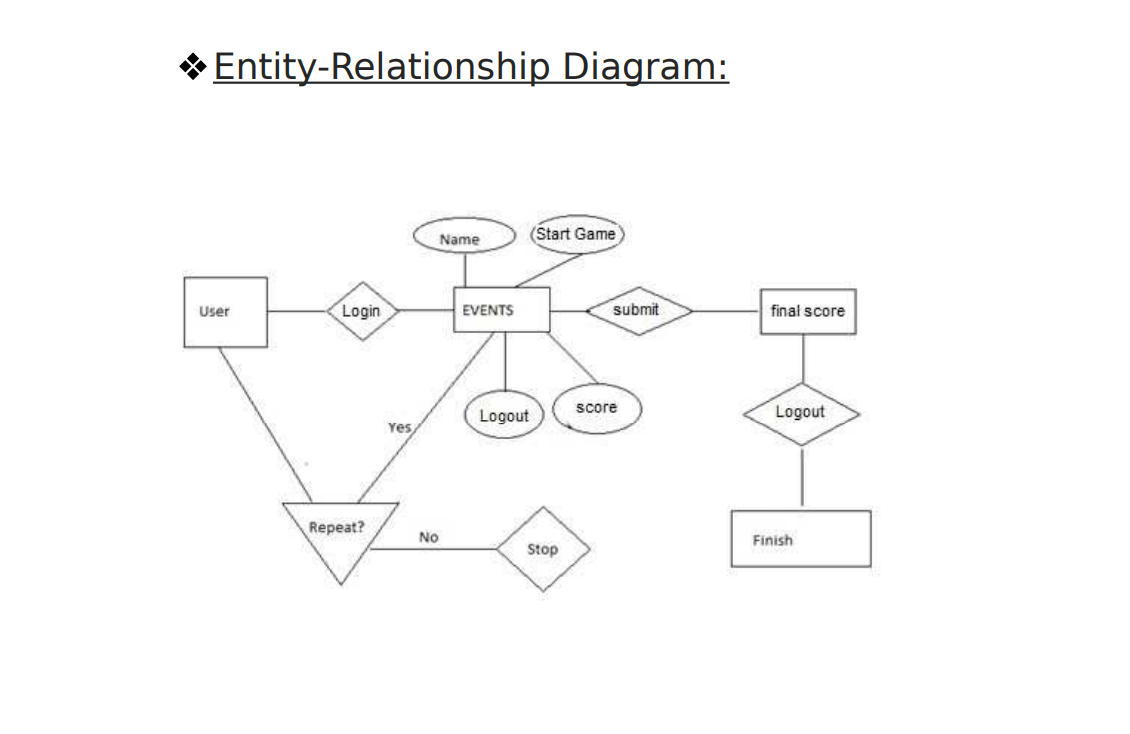 ❖ Entity-Relationship Diagram:
Name
Start Game
User
Login
EVENTS
submit
final score
Yes
Logout
score
Logout
Repeat?
No
Stop
Finish